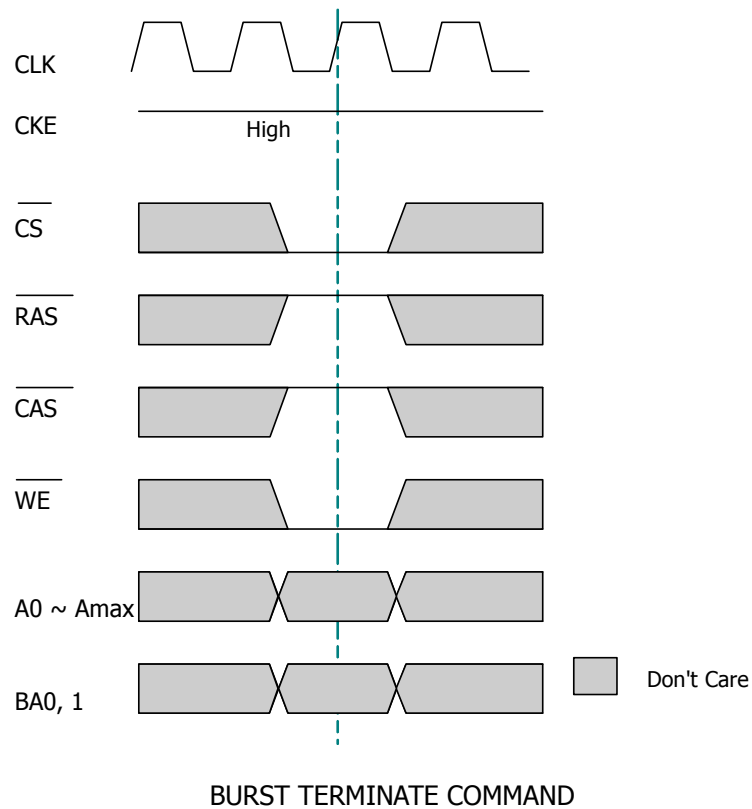 CLK
CKE
High
CS
RAS
CAS
WE
A0 ~ Amax
BA0, 1
Don't Care
BURST TERMINATE COMMAND